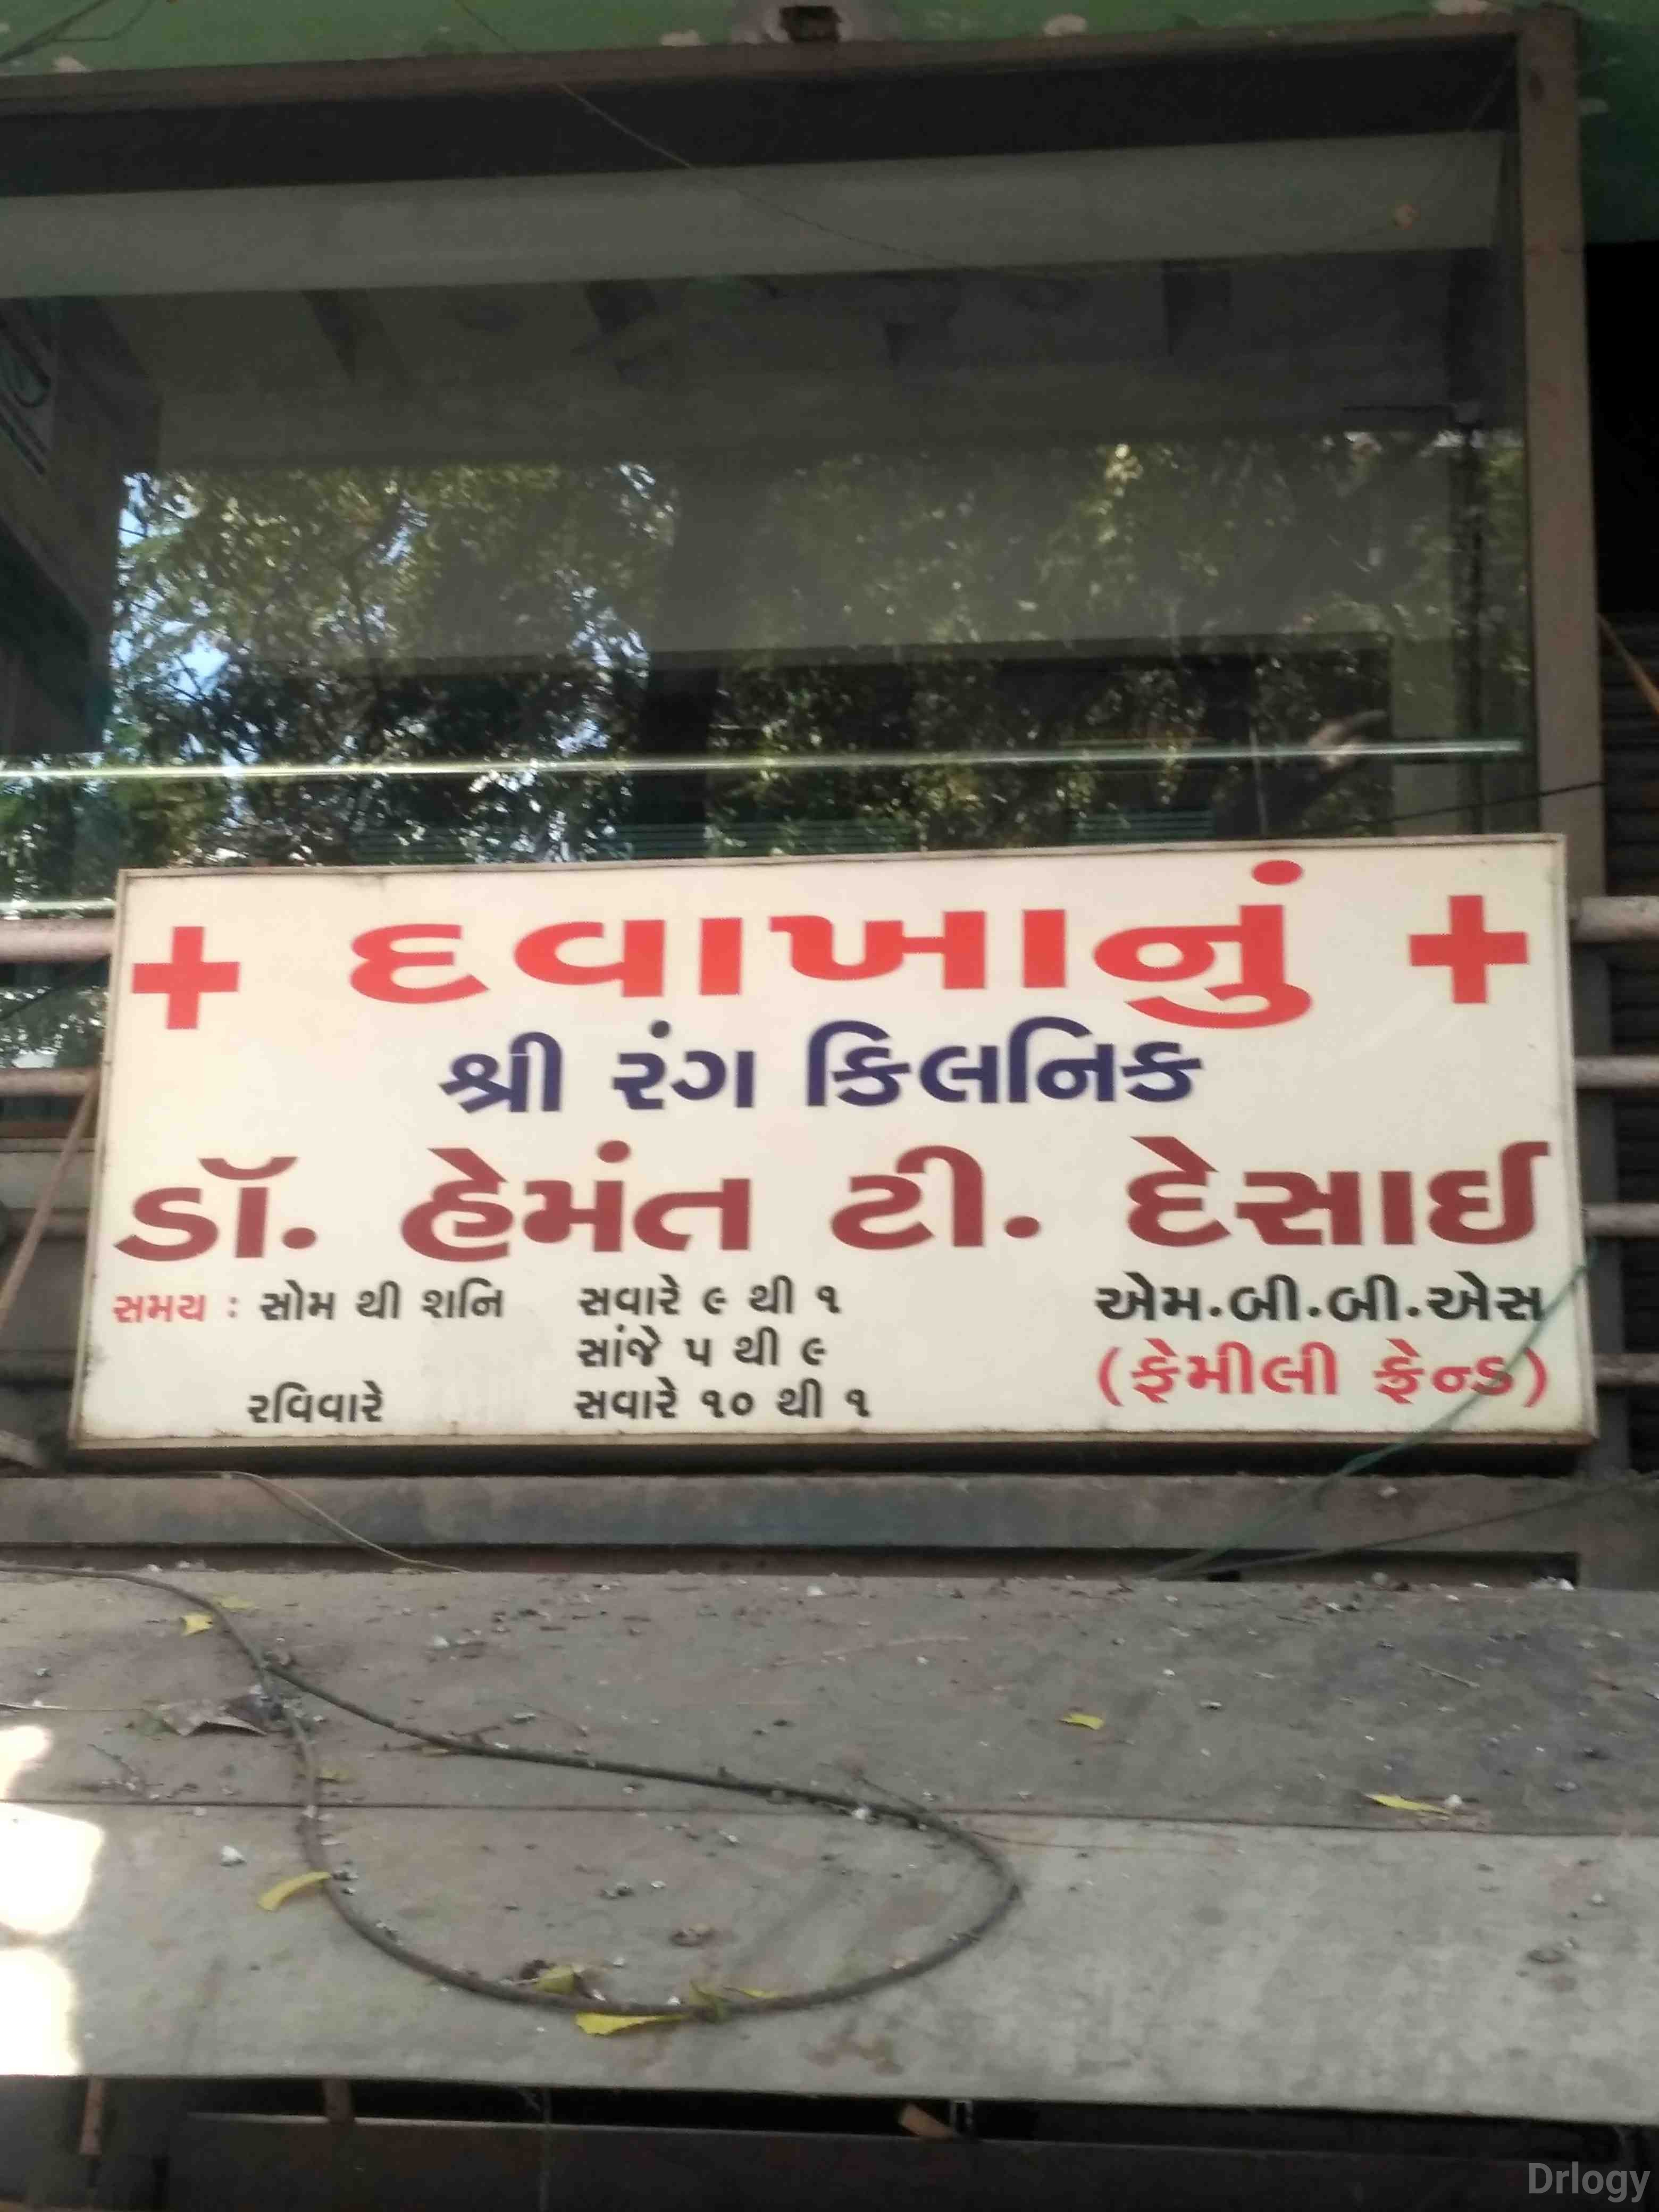 + દવાખાનું +
શ્રી રંગ કિલનિક
ડૉ. હેમંત ટી. દેસાઈ
સમય : સોમ થી શનિ સવારે ૯ થી ૧ એમ.બી.બી.એસ
સાંજે ૫ થી ૯ (ફેમીલી ફ્રેન્ડ)
રવિવારે સવારે ૧૦ થી ૧
Drlogy